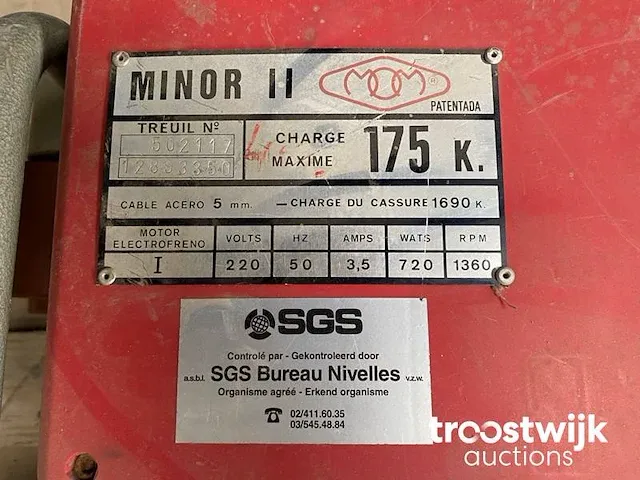 MINOR II
MOM ®
PATENTADA
TREUIL Nº
502117
CHARGE
MAXIME
175 K.
CABLE ACERO 5 mm. — CHARGE DU CASSURE 1690 K.
MOTOR
ELECTROFRENO
VOLTS HZ AMPS WATS RPM
I 220 50 3,5 720 1360
SGS
Controlé par - Gekontroleerd door
a.s.b.l. SGS Bureau Nivelles v.z.w.
Organisme agréé - Erkend organisme
02/411.60.35
03/545.48.84
troostwijk
auctions